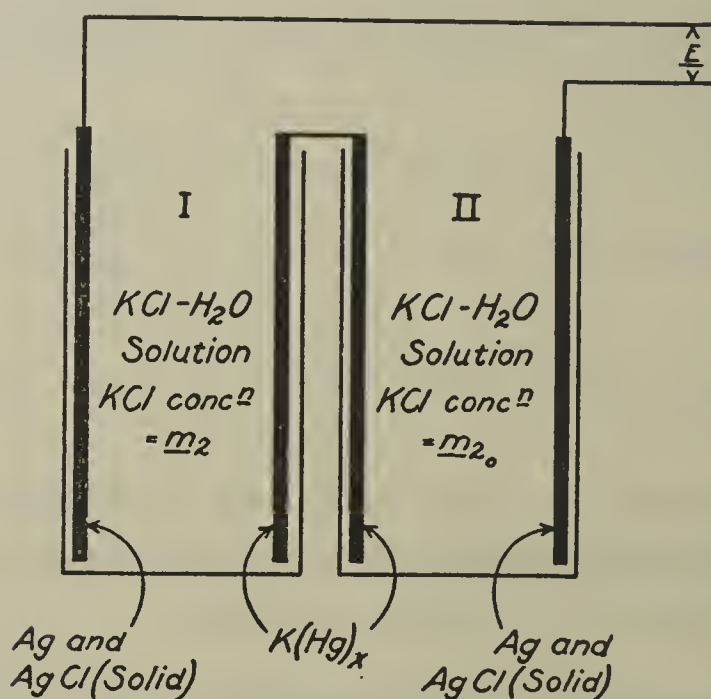 E
I
II
KCl-H₂O
Solution
KCl concⁿ
= m₂
KCl-H₂O
Solution
KCl concⁿ
= m₂₀
Ag and
AgCl (Solid)
K(Hg)ₓ
Ag and
AgCl (Solid)